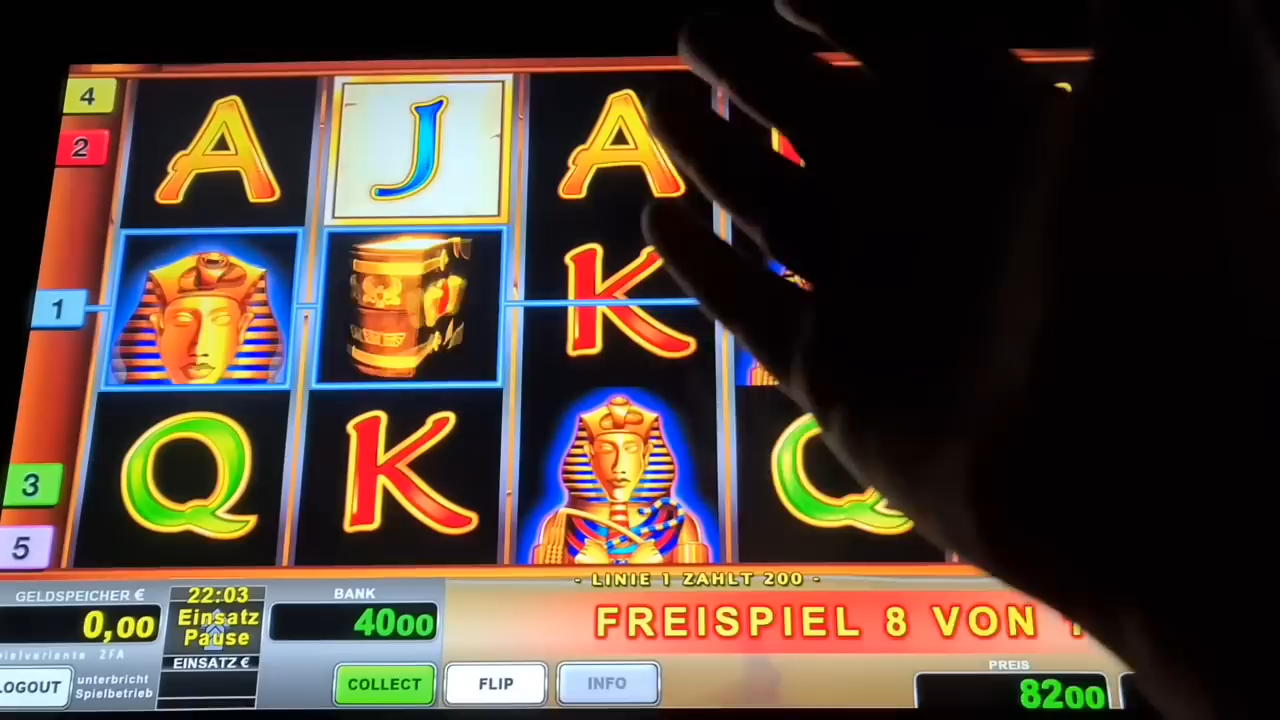 4
A
J
A
2
1
K
Q
K
Q
3
5
- LINIE 1 ZAHLT 200 -
GELDSPEICHER €
0,00
22:03
Einsatz
Pause
BANK
4000
FREISPIEL 8 VON
EINSATZ €
LOGOUT
unterbricht
Spielbetrieb
COLLECT
FLIP
INFO
PREIS
8200